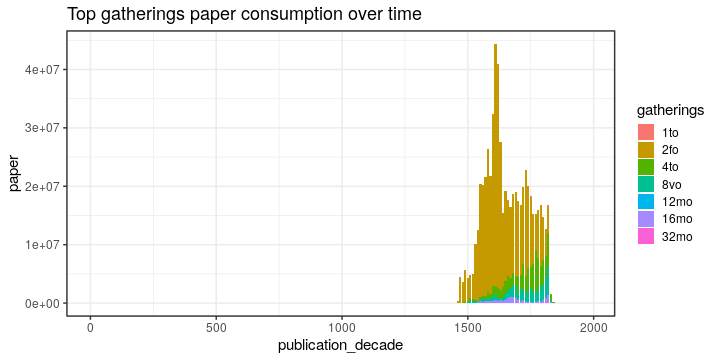 Top gatherings paper consumption over time
paper
4e+07
3e+07
2e+07
1e+07
0e+00
0 500 1000 1500 2000
publication_decade
gatherings
1to
2fo
4to
8vo
12mo
16mo
32mo